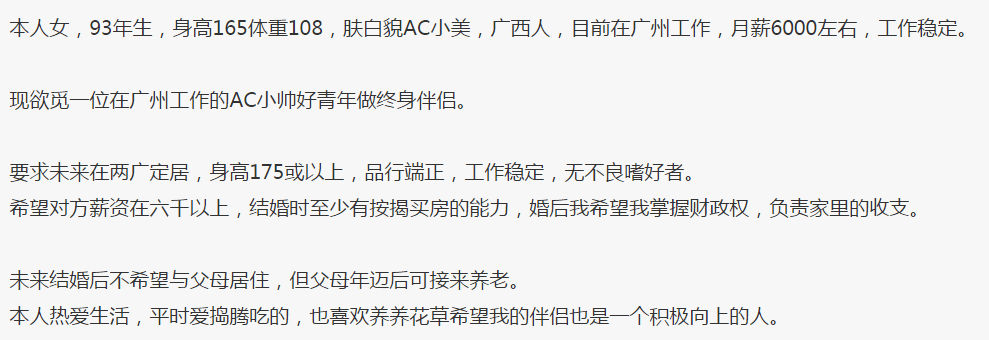 本人女，93年生，身高165体重108，肤白貌AC小美，广西人，目前在广州工作，月薪6000左右，工作稳定。
现欲觅一位在广州工作的AC小帅好青年做终身伴侣。
要求未来在两广定居，身高175或以上，品行端正，工作稳定，无不良嗜好者。
希望对方薪资在六千以上，结婚时至少有按揭买房的能力，婚后我希望我掌握财政权，负责家里的收支。
未来结婚后不希望与父母居住，但父母年迈后可接来养老。
本人热爱生活，平时爱捣腾吃的，也喜欢养养花草希望我的伴侣也是一个积极向上的人。